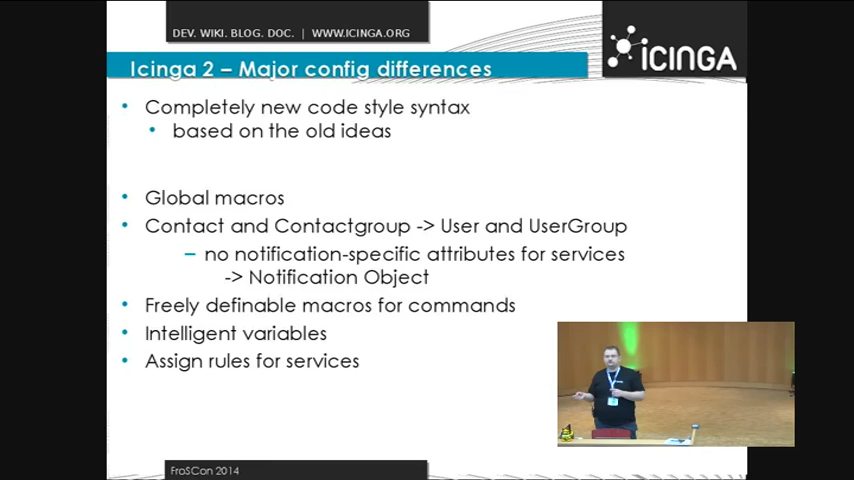 DEV. WIKI. BLOG. DOC. | WWW.ICINGA.ORG
ICINGA
Icinga 2 – Major config differences
• Completely new code style syntax
• based on the old ideas
• Global macros
• Contact and Contactgroup -> User and UserGroup
– no notification-specific attributes for services
-> Notification Object
• Freely definable macros for commands
• Intelligent variables
• Assign rules for services
FroSCon 2014